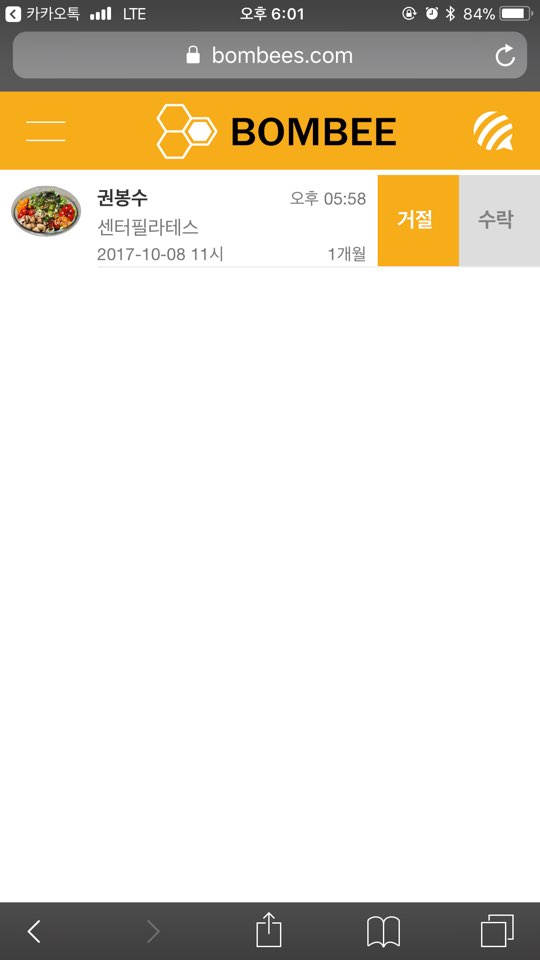 카카오톡 LTE 오후 6:01 84%
bombees.com
BOMBEE
권봉수 오후 05:58
센터필라테스
2017-10-08 11시 1개월
거절 수락